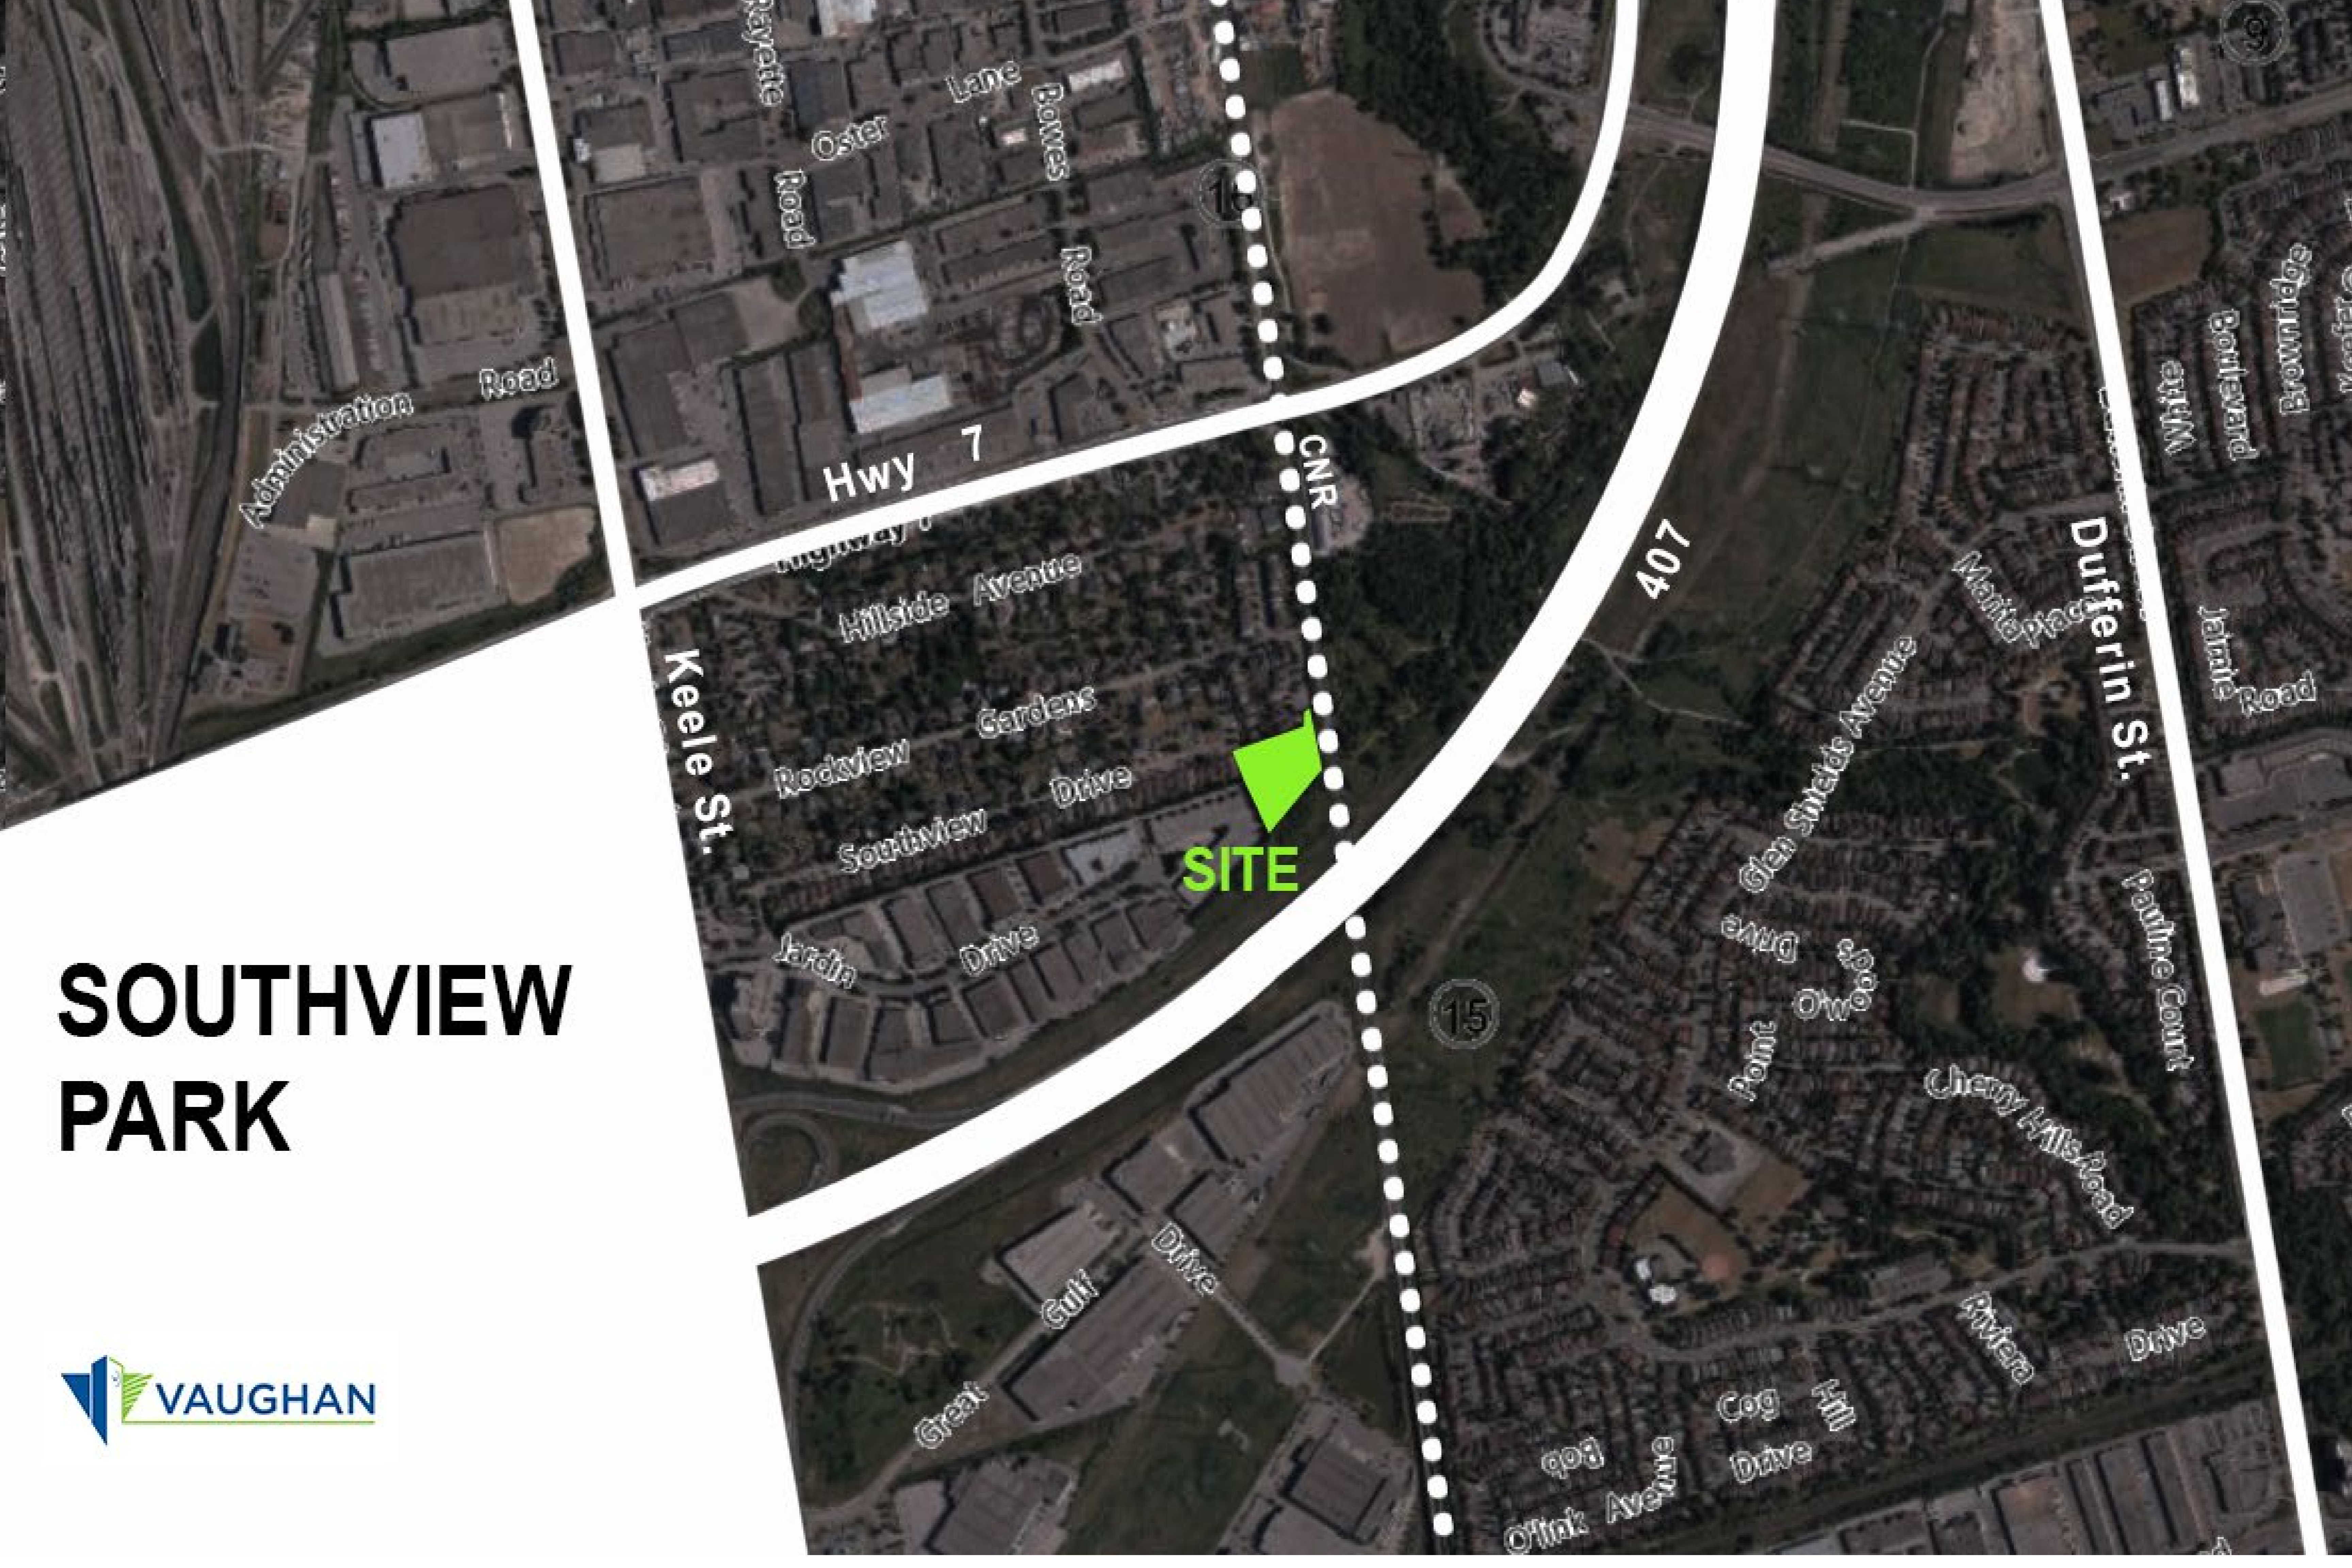 Rayette
Road
Oster
Lane
Bowes
Road
16
9
Administration
Road
Hwy 7
CNR
407
Hillside Avenue
Rockview Gardens
Southview Drive
Keele St.
SITE
Jardin Drive
15
Dufferin St.
Marita Place
Glen Shields Avenue
White
Boulevard
Brownridge
Jaimie
Road
Pauline Court
Point
Drive
O'Woods
Cherry Hills Road
Riviera
Drive
Cog
Hill
Drive
Bob
O'link Avenue
Great
Gulf
Drive
SOUTHVIEW
PARK
VAUGHAN